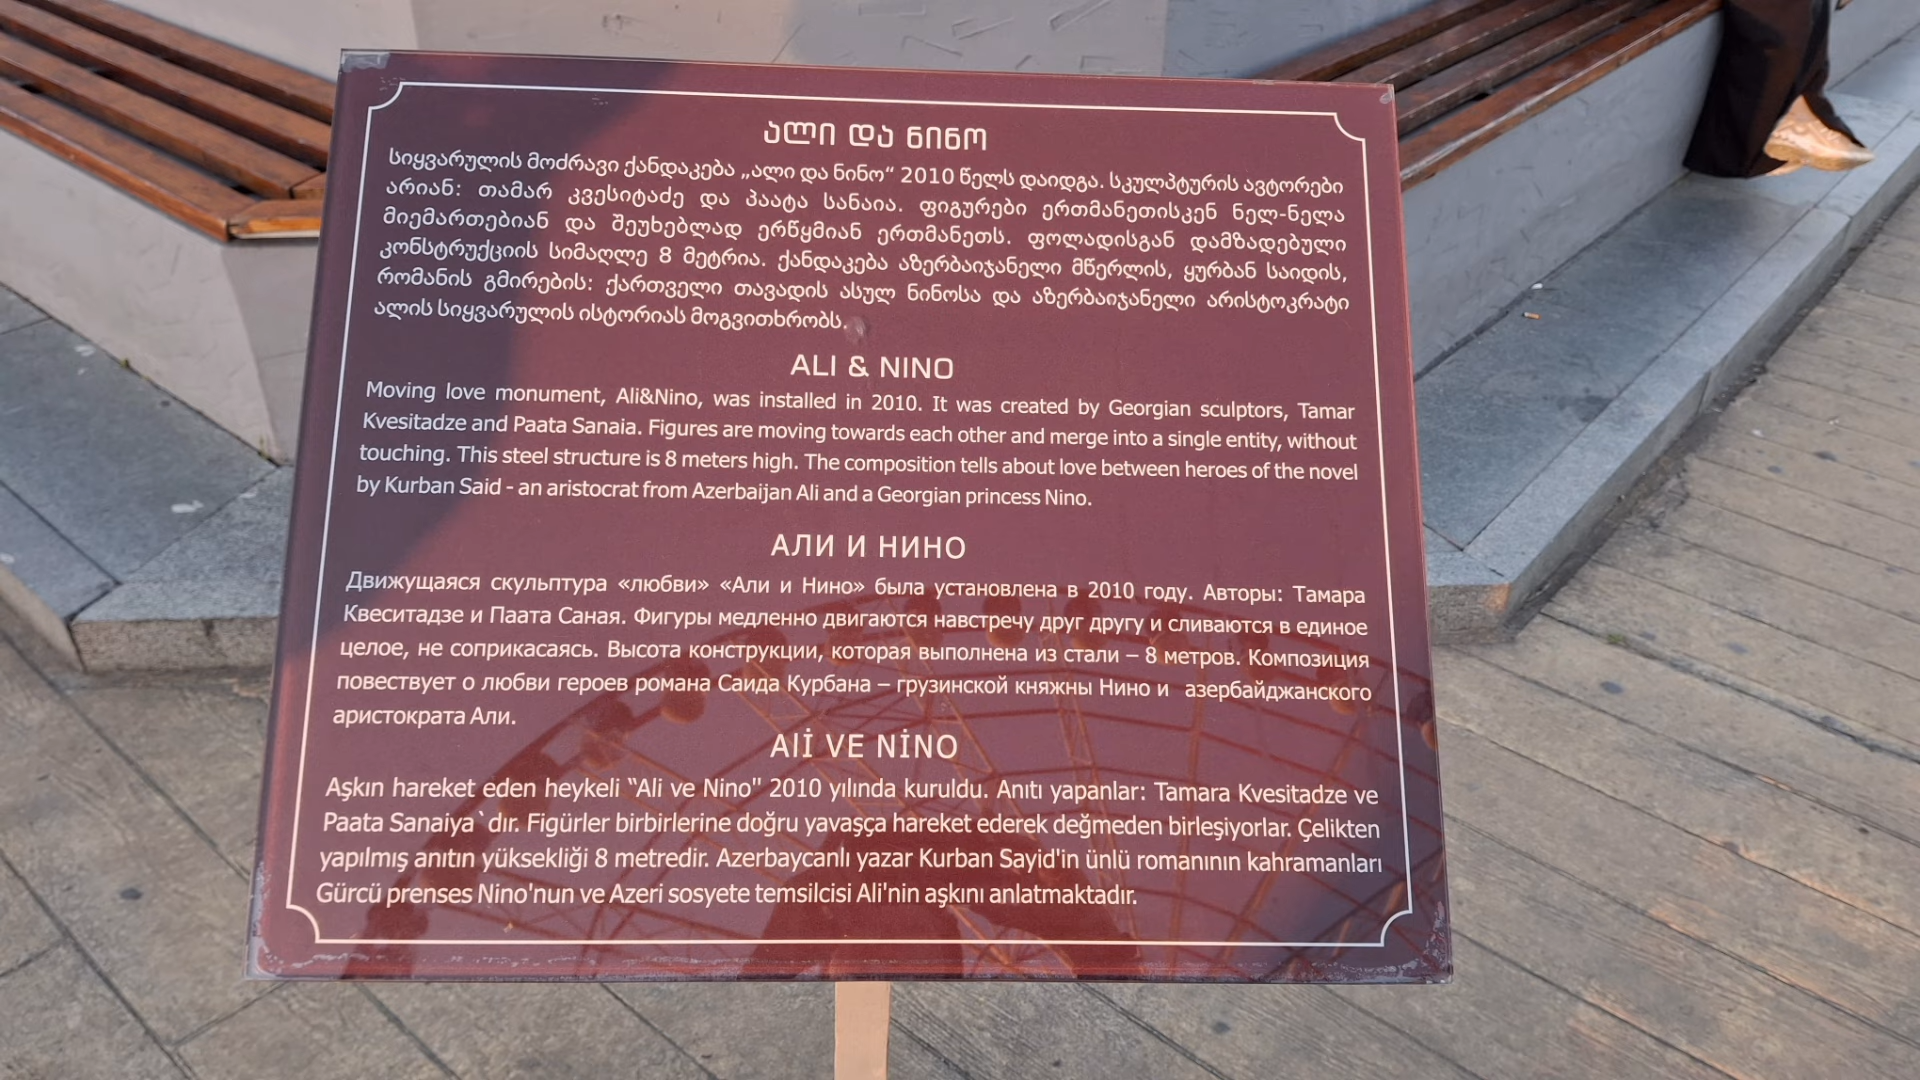 ალი და ნინო
სიყვარულის მოძრავი ქანდაკება „ალი და ნინო“ 2010 წელს დაიდგა. სკულპტურის ავტორები
არიან: თამარ კვესიტაძე და პაატა სანაია. ფიგურები ერთმანეთისკენ ნელ-ნელა
მიემართებიან და შეუხებლად ერწყმიან ერთმანეთს. ფოლადისგან დამზადებული
კონსტრუქციის სიმაღლე 8 მეტრია. ქანდაკება აზერბაიჯანელი მწერლის, ყურბან საიდის,
რომანის გმირების: ქართველი თავადის ასულ ნინოსა და აზერბაიჯანელი არისტოკრატი
ალის სიყვარულის ისტორიას მოგვითხრობს.
ALI & NINO
Moving love monument, Ali&Nino, was installed in 2010. It was created by Georgian sculptors, Tamar
Kvesitadze and Paata Sanaia. Figures are moving towards each other and merge into a single entity, without
touching. This steel structure is 8 meters high. The composition tells about love between heroes of the novel
by Kurban Said - an aristocrat from Azerbaijan Ali and a Georgian princess Nino.
АЛИ И НИНО
Движущаяся скульптура «любви» «Али и Нино» была установлена в 2010 году. Авторы: Тамара
Квеситадзе и Паата Саная. Фигуры медленно двигаются навстречу друг другу и сливаются в единое
целое, не соприкасаясь. Высота конструкции, которая выполнена из стали – 8 метров. Композиция
повествует о любви героев романа Саида Курбана – грузинской княжны Нино и азербайджанского
аристократа Али.
Alİ VE NİNO
Aşkın hareket eden heykeli “Ali ve Nino" 2010 yılında kuruldu. Anıtı yapanlar: Tamara Kvesitadze ve
Paata Sanaiya`dır. Figürler birbirlerine doğru yavaşça hareket ederek değmeden birleşiyorlar. Çelikten
yapılmış anıtın yüksekliği 8 metredir. Azerbaycanlı yazar Kurban Sayid'in ünlü romanının kahramanları
Gürcü prenses Nino'nun ve Azeri sosyete temsilcisi Ali'nin aşkını anlatmaktadır.